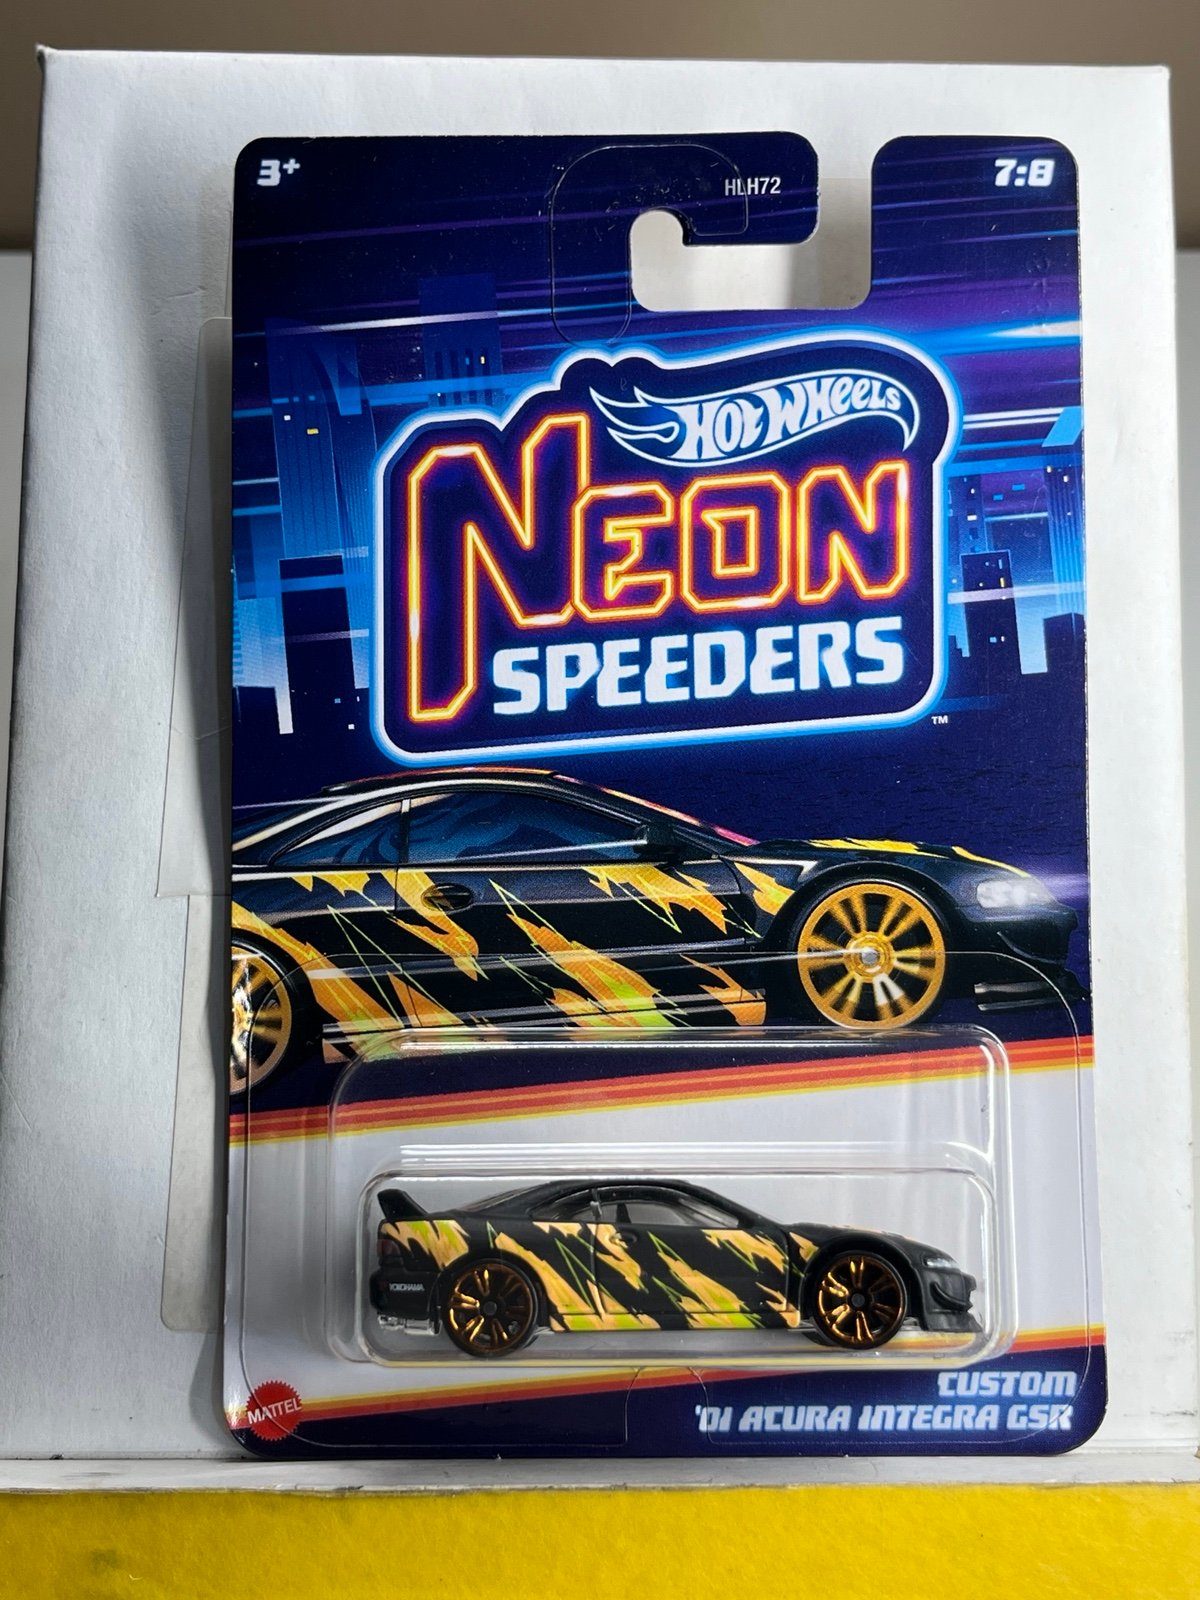 3+
HLH72
7:8
HOT WHEELS
NEON
SPEEDERS
™
YOKOHAMA
MATTEL
CUSTOM
'01 ACURA INTEGRA GSR